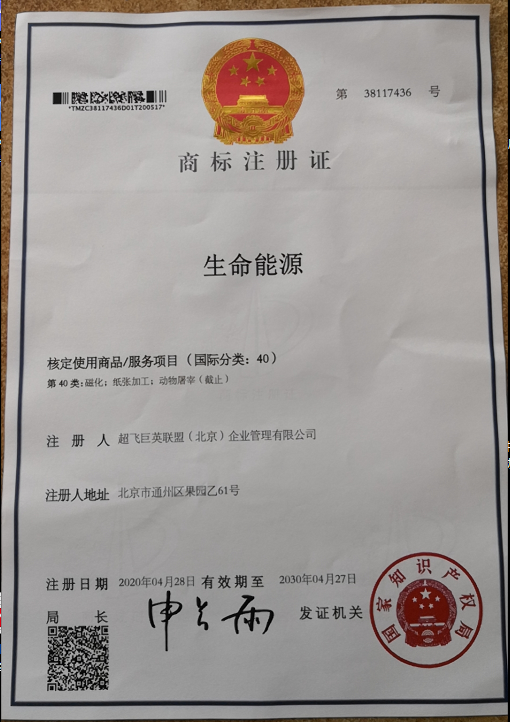 第 38117436 号
*TMZC38117436D01T200517*
商标注册证
生命能源
核定使用商品/服务项目（国际分类：40）
第 40 类：磁化；纸张加工；动物屠宰（截止）
注 册 人 超飞巨英联盟（北京）企业管理有限公司
注册人地址 北京市通州区果园乙61号
注册日期 2020年04月28日 有效期至 2030年04月27日
局 长 申长雨 发证机关
国家知识产权局